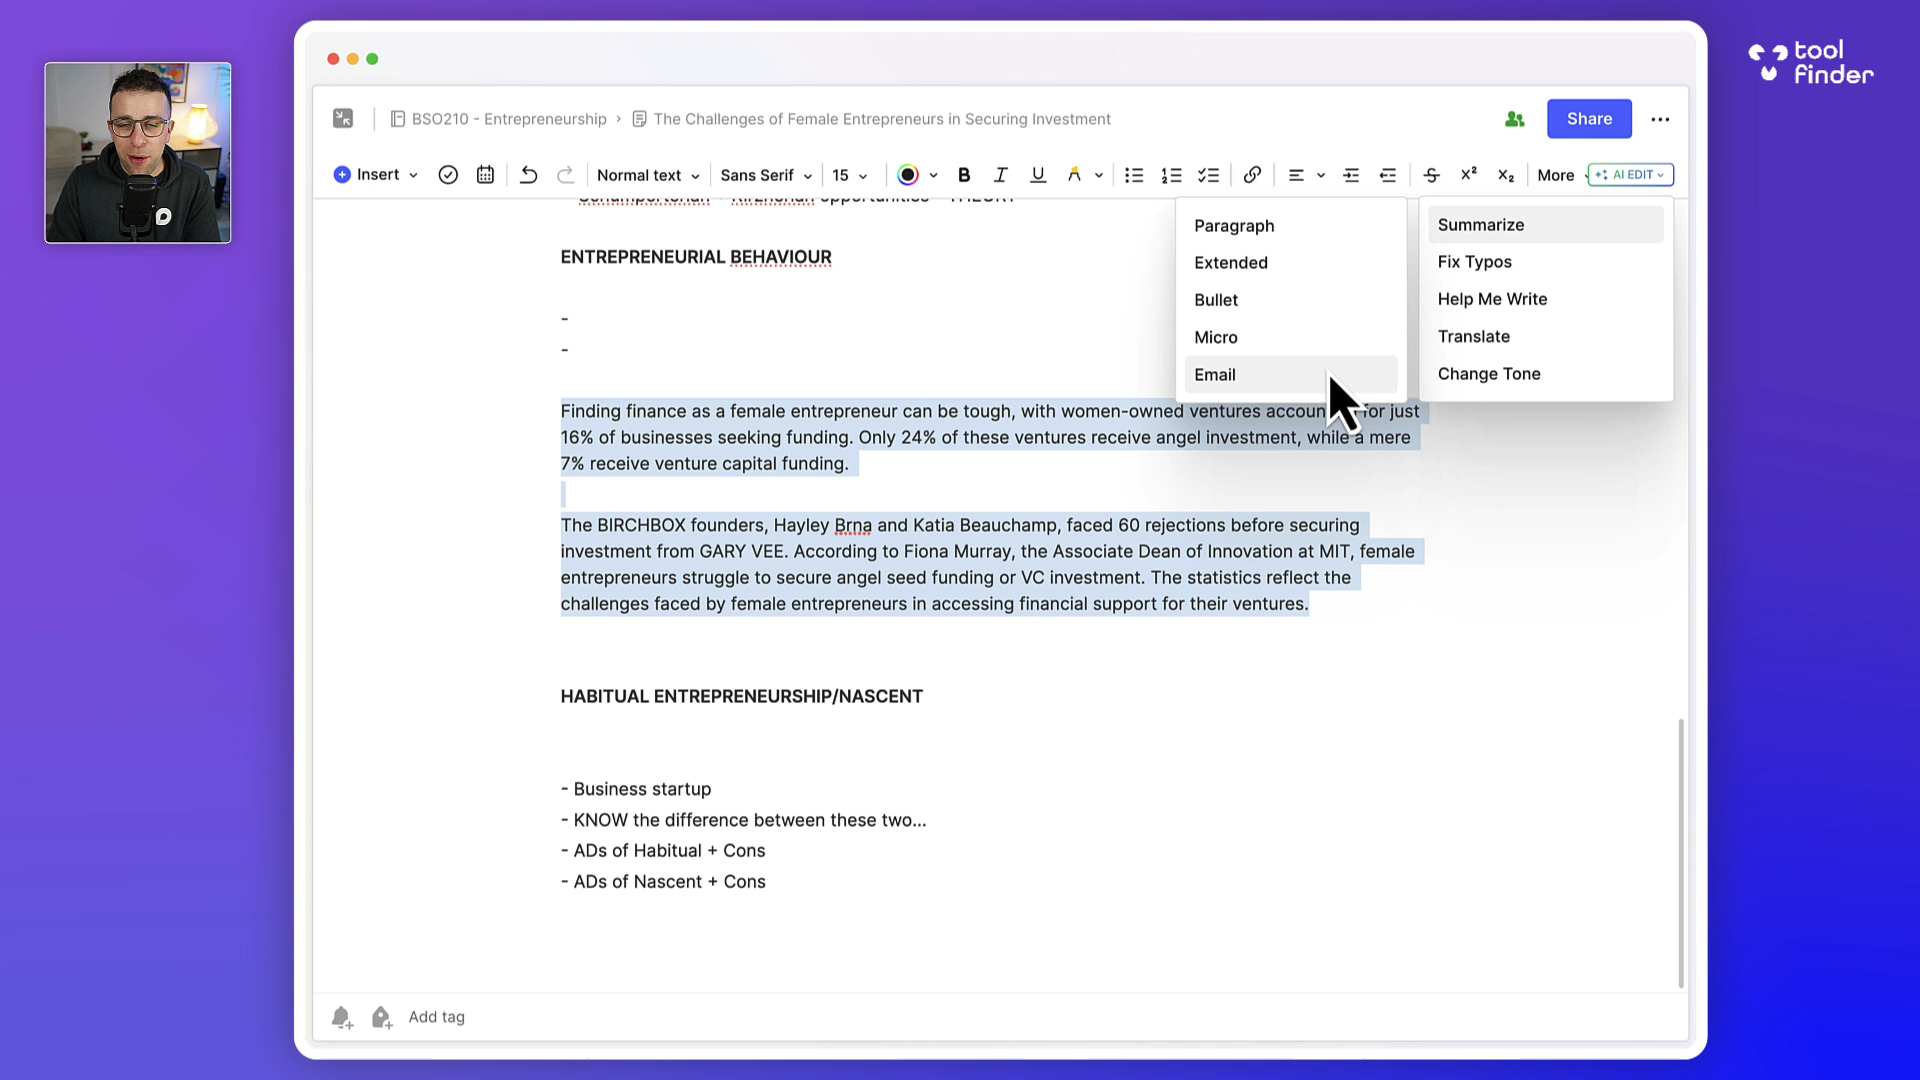 tool
finder
BSO210 - Entrepreneurship › The Challenges of Female Entrepreneurs in Securing Investment
Share
Insert
Normal text
Sans Serif
15
B I U
More
AI EDIT
opportunities
ENTREPRENEURIAL BEHAVIOUR
-
-
Paragraph
Extended
Bullet
Micro
Email
Summarize
Fix Typos
Help Me Write
Translate
Change Tone
Finding finance as a female entrepreneur can be tough, with women-owned ventures accoun for just
16% of businesses seeking funding. Only 24% of these ventures receive angel investment, while a mere
7% receive venture capital funding.
The BIRCHBOX founders, Hayley Brna and Katia Beauchamp, faced 60 rejections before securing
investment from GARY VEE. According to Fiona Murray, the Associate Dean of Innovation at MIT, female
entrepreneurs struggle to secure angel seed funding or VC investment. The statistics reflect the
challenges faced by female entrepreneurs in accessing financial support for their ventures.
HABITUAL ENTREPRENEURSHIP/NASCENT
- Business startup
- KNOW the difference between these two...
- ADs of Habitual + Cons
- ADs of Nascent + Cons
Add tag